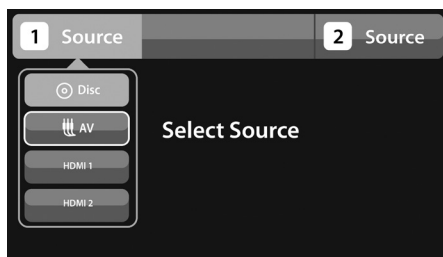 1 Source
2 Source
Disc
AV
Select Source
HDMI 1
HDMI 2